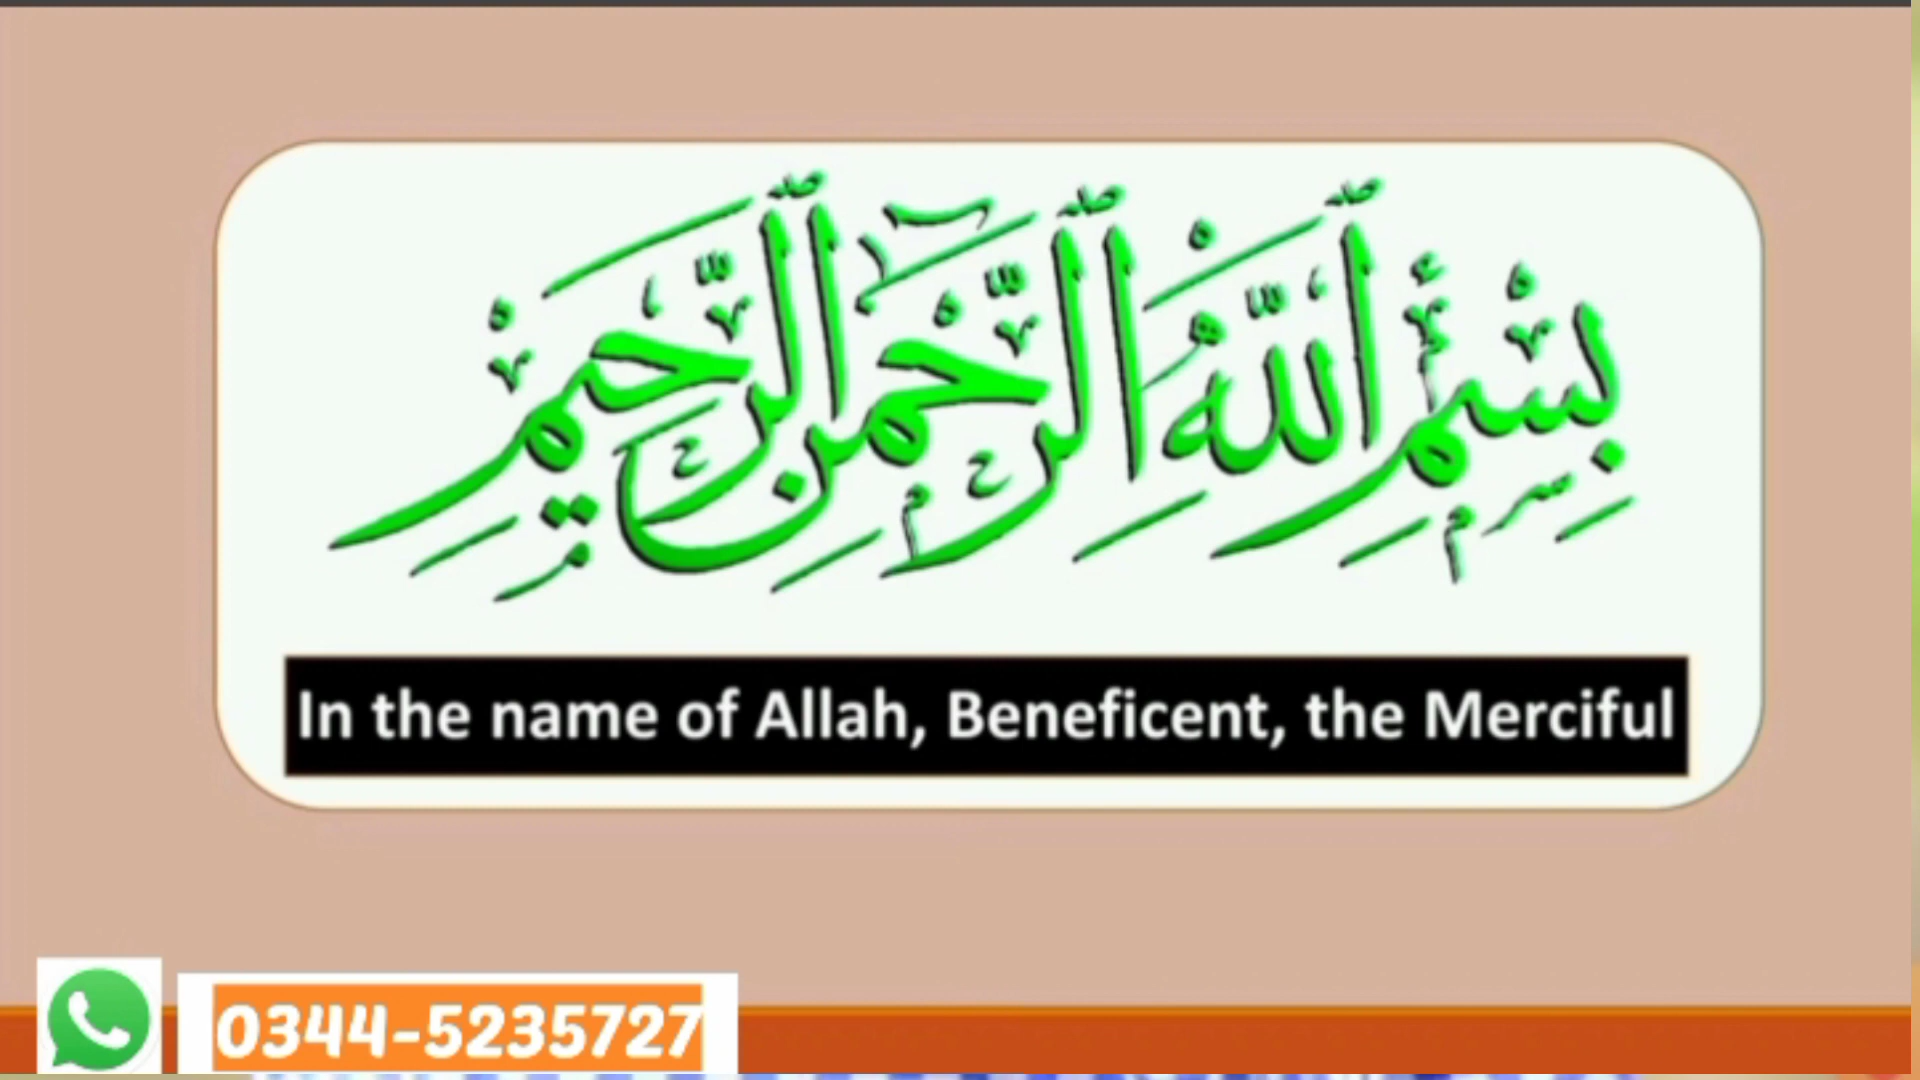 بِسْمِ ٱللَّهِ ٱلرَّحْمَٰنِ ٱلرَّحِيمِ
In the name of Allah, Beneficent, the Merciful
0344-5235727